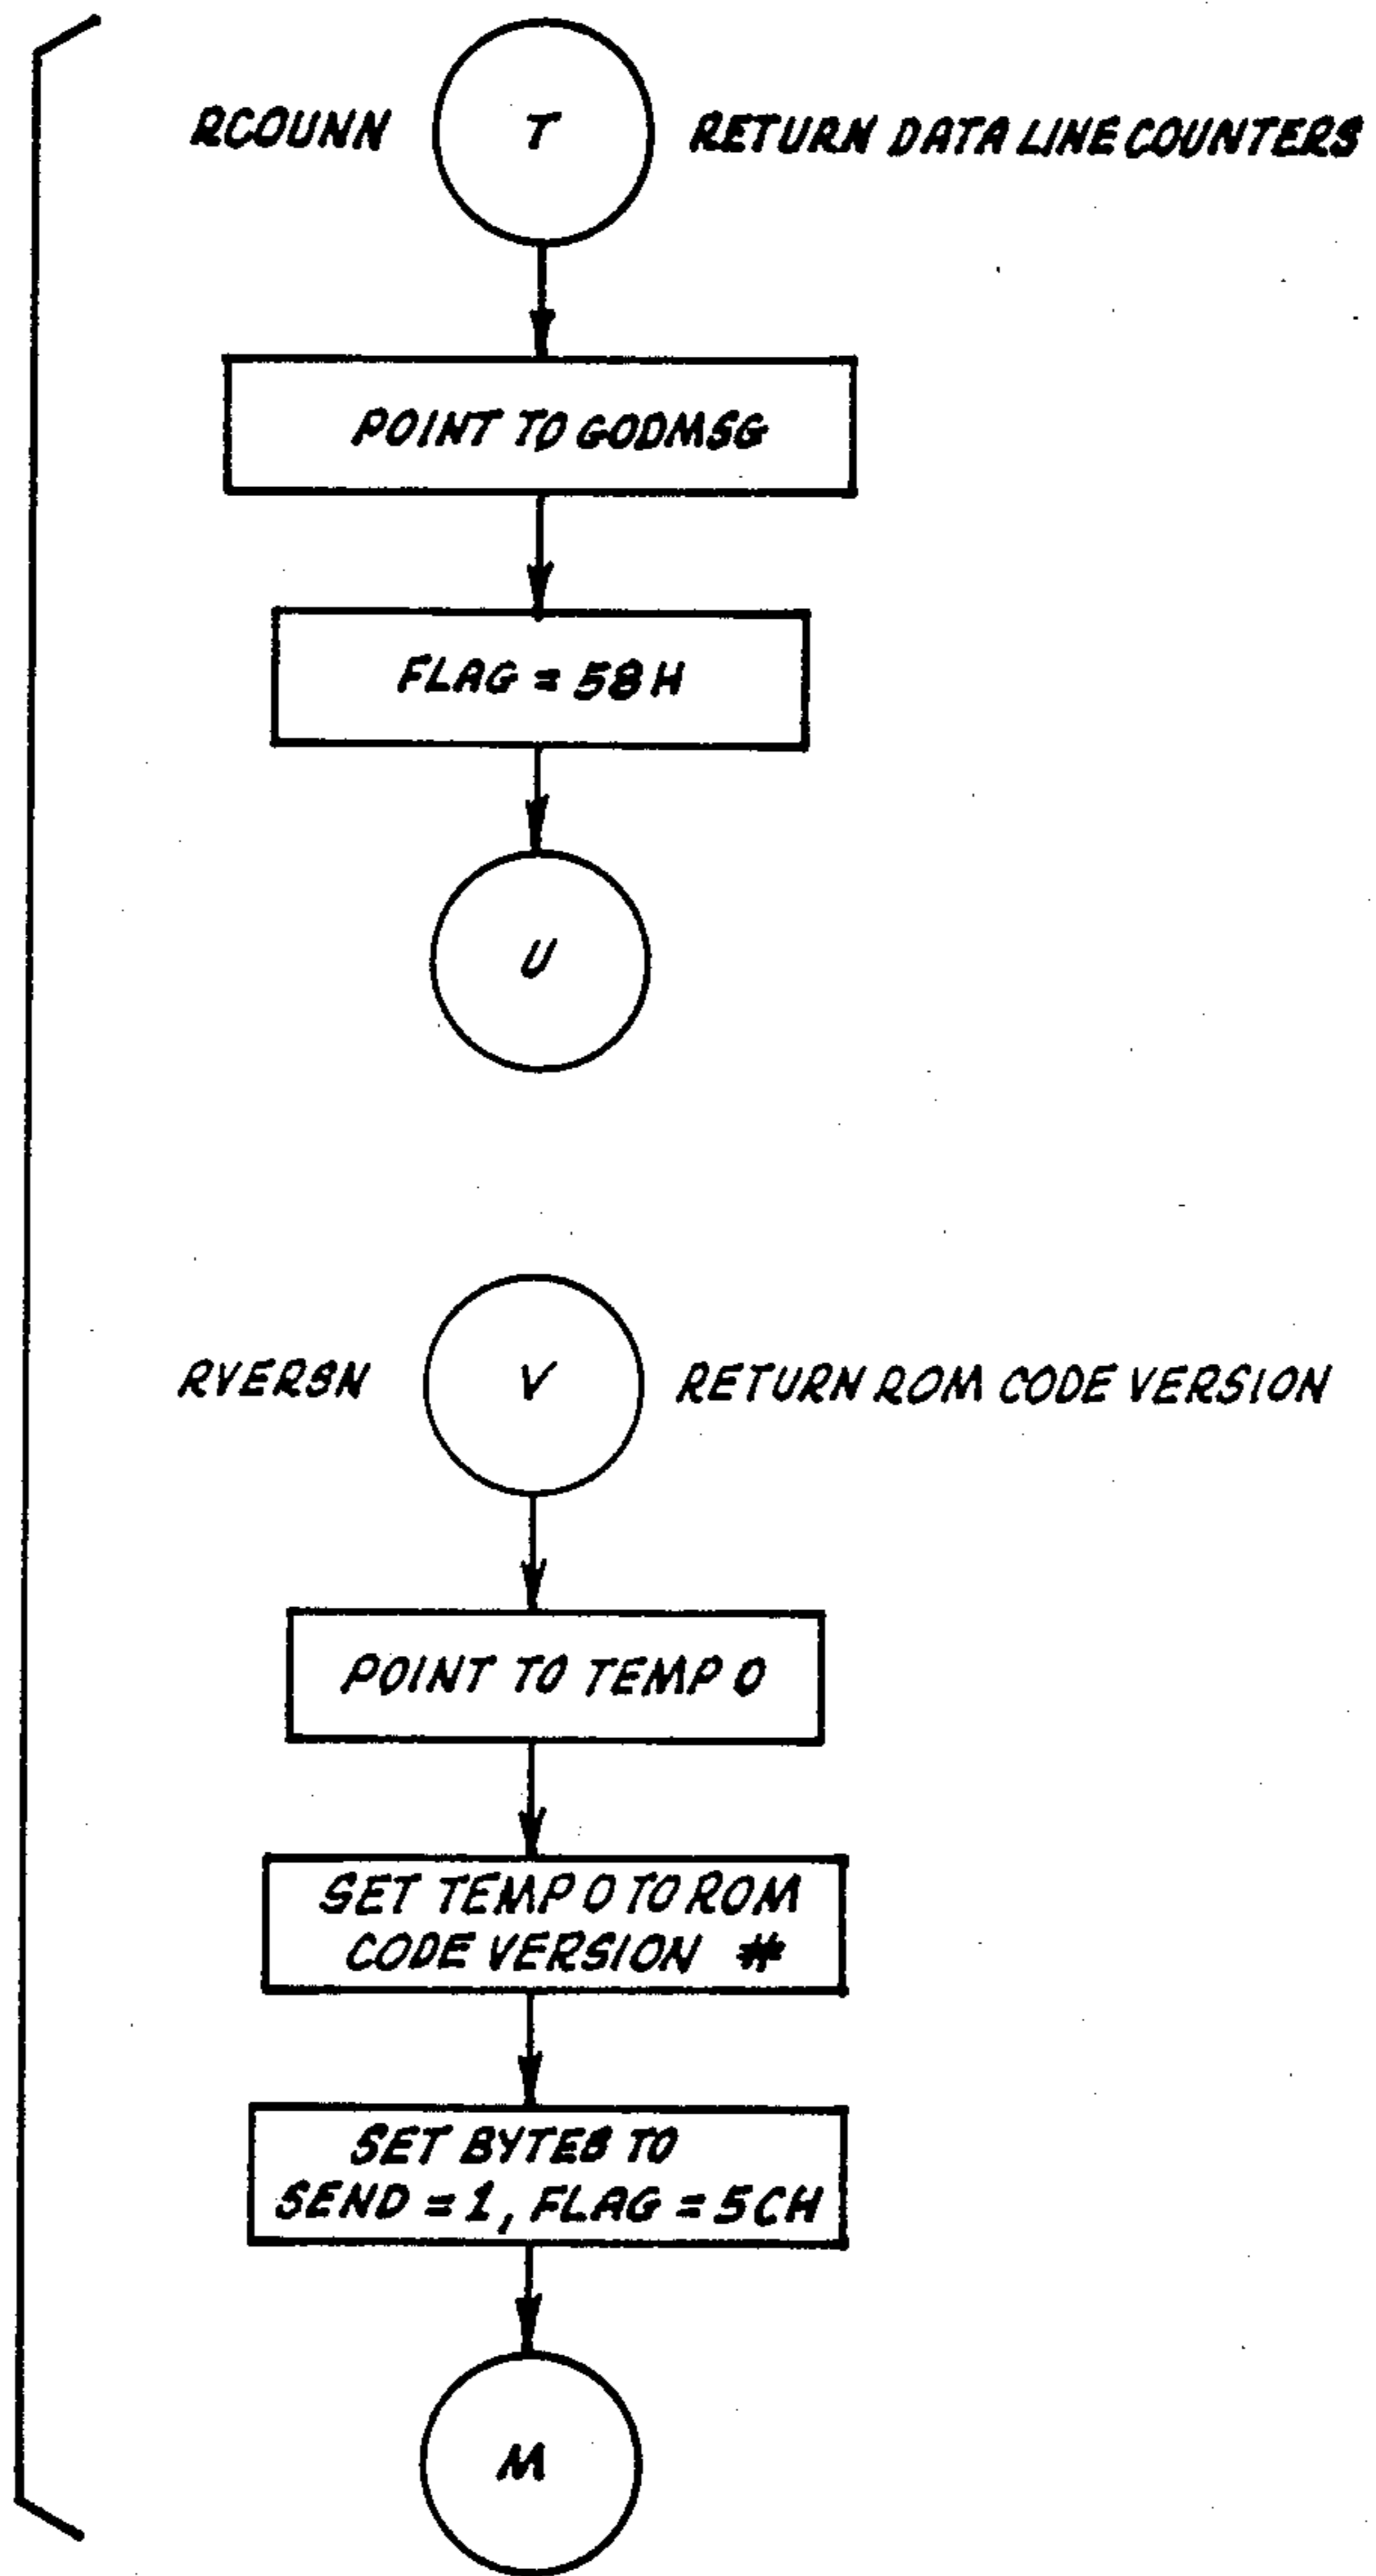 RCOUNN T RETURN DATA LINE COUNTERS
POINT TO GODMSG
FLAG = 58H
U
RVERSN V RETURN ROM CODE VERSION
POINT TO TEMP 0
SET TEMP 0 TO ROM
CODE VERSION #
SET BYTES TO
SEND = 1, FLAG = 5CH
M